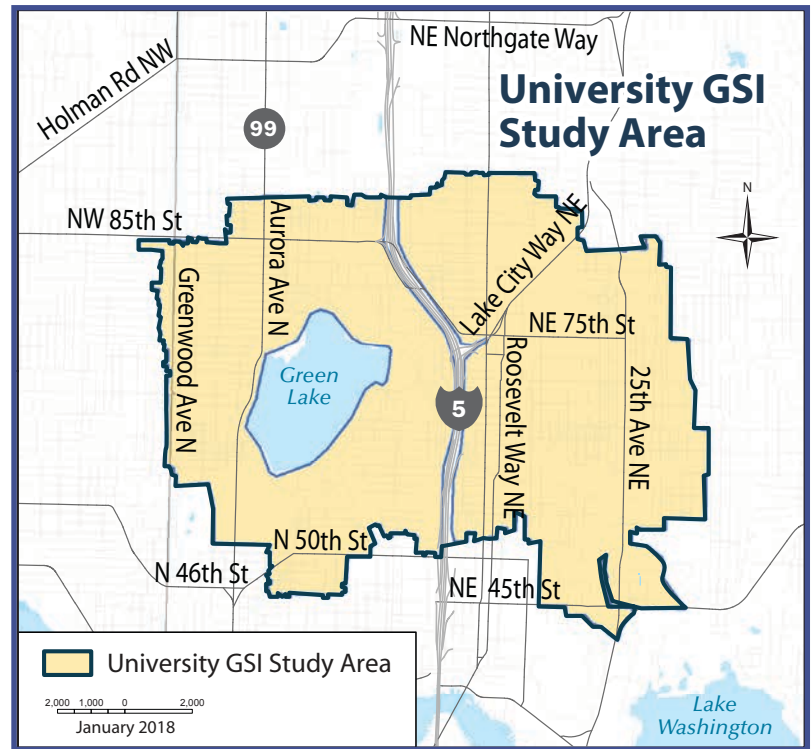 NE Northgate Way
Holman Rd NW
University GSI
Study Area
99
N
NW 85th St
Aurora Ave N
Lake City Way NE
Greenwood Ave N
NE 75th St
Green
Lake
Roosevelt Way NE
25th Ave NE
5
N 50th St
N 46th St
NE 45th St
University GSI Study Area
2,000 1,000 0 2,000
January 2018
Lake
Washington